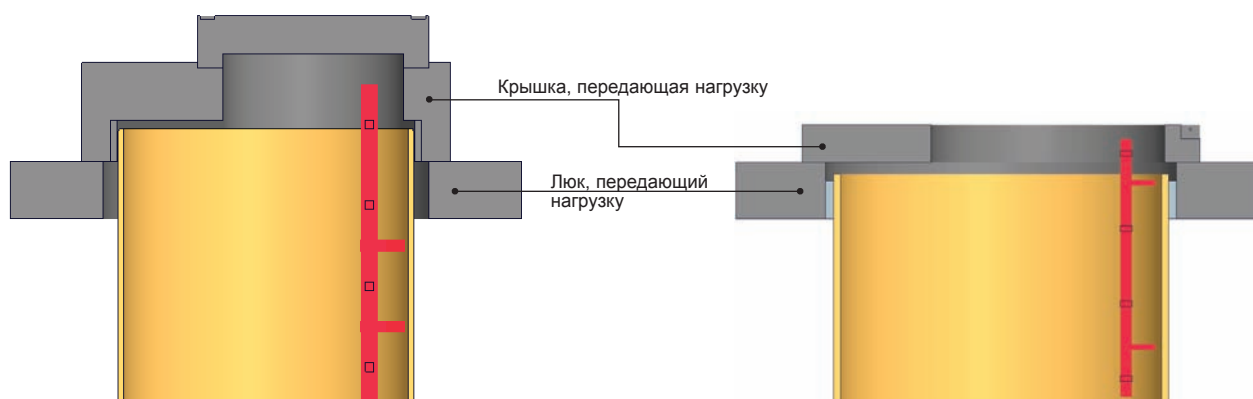 Крышка, передающая нагрузку
Люк, передающий
нагрузку